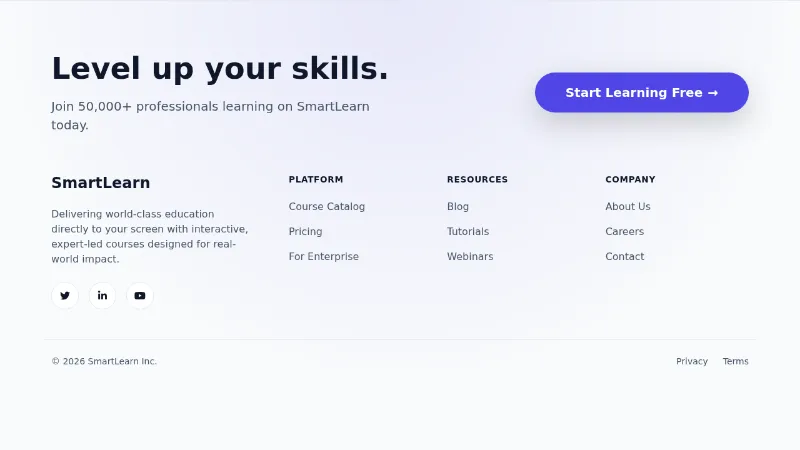 Level up your skills.
Join 50,000+ professionals learning on SmartLearn
today.
Start Learning Free →
SmartLearn
Delivering world-class education
directly to your screen with interactive,
expert-led courses designed for real-
world impact.
PLATFORM
Course Catalog
Pricing
For Enterprise
RESOURCES
Blog
Tutorials
Webinars
COMPANY
About Us
Careers
Contact
© 2026 SmartLearn Inc.
Privacy
Terms